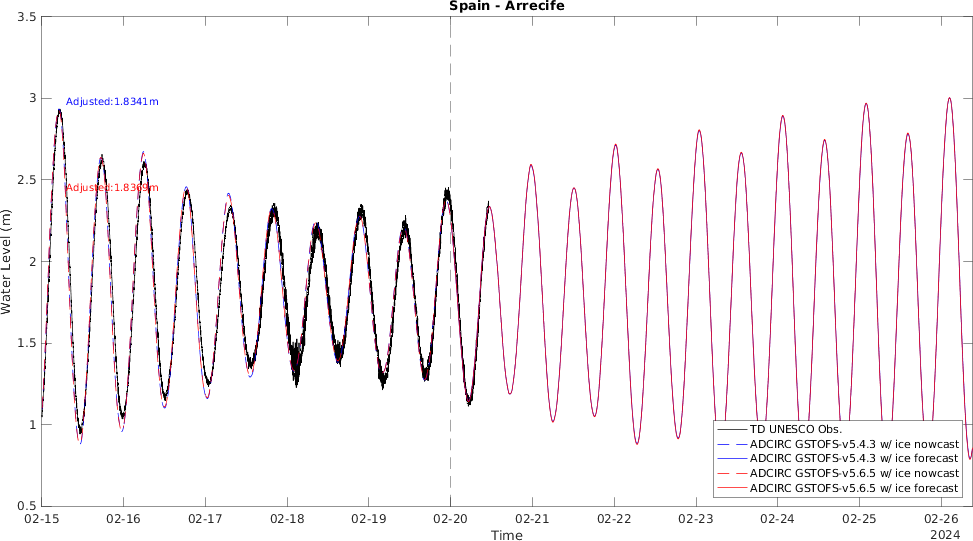 Spain - Arrecife
3.5
3
2.5
2
1.5
1
0.5
Water Level (m)
Adjusted:1.8341m
Adjusted:1.8369m
TD UNESCO Obs.
ADCIRC GSTOFS-v5.4.3 w/ ice nowcast
ADCIRC GSTOFS-v5.4.3 w/ ice forecast
ADCIRC GSTOFS-v5.6.5 w/ ice nowcast
ADCIRC GSTOFS-v5.6.5 w/ ice forecast
02-15 02-16 02-17 02-18 02-19 02-20 02-21 02-22 02-23 02-24 02-25 02-26
Time
2024